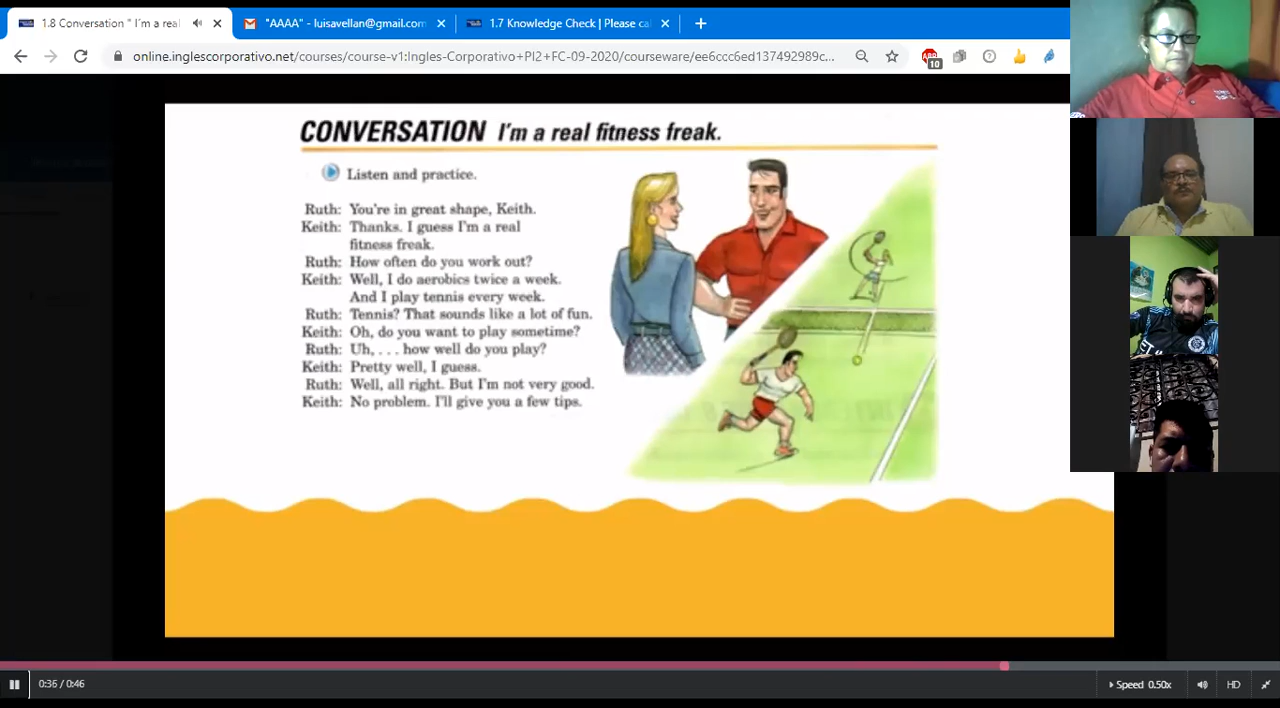 1.8 Conversation " I´m a real
"AAAA" - luisavellan@gmail.com
1.7 Knowledge Check | Please ca
online.inglescorporativo.net/courses/course-v1:Ingles-Corporativo+PI2+FC-09-2020/courseware/ee6ccc6ed137492989c...
ABP
10
CONVERSATION I'm a real fitness freak.
Listen and practice.
Ruth: You're in great shape, Keith.
Keith: Thanks. I guess I'm a real
fitness freak.
Ruth: How often do you work out?
Keith: Well, I do aerobics twice a week.
And I play tennis every week.
Ruth: Tennis? That sounds like a lot of fun.
Keith: Oh, do you want to play sometime?
Ruth: Uh, . . . how well do you play?
Keith: Pretty well, I guess.
Ruth: Well, all right. But I'm not very good.
Keith: No problem. I'll give you a few tips.
0:36 / 0:46
Speed 0.50x
HD